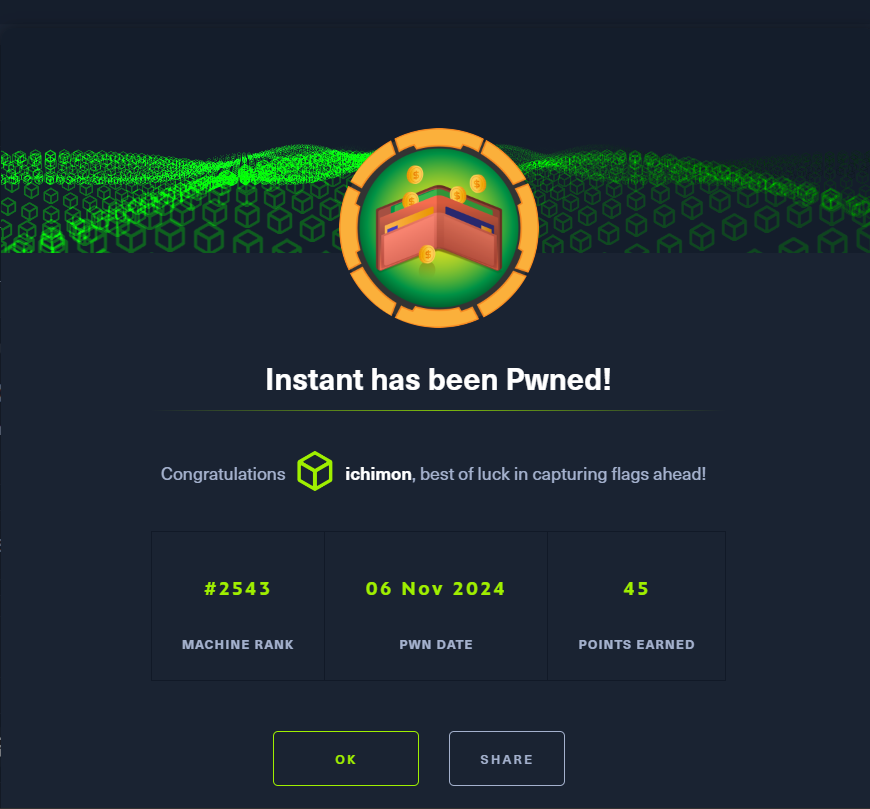 Instant has been Pwned!
Congratulations ichimon, best of luck in capturing flags ahead!
#2543
06 Nov 2024
45
MACHINE RANK
PWN DATE
POINTS EARNED
OK
SHARE